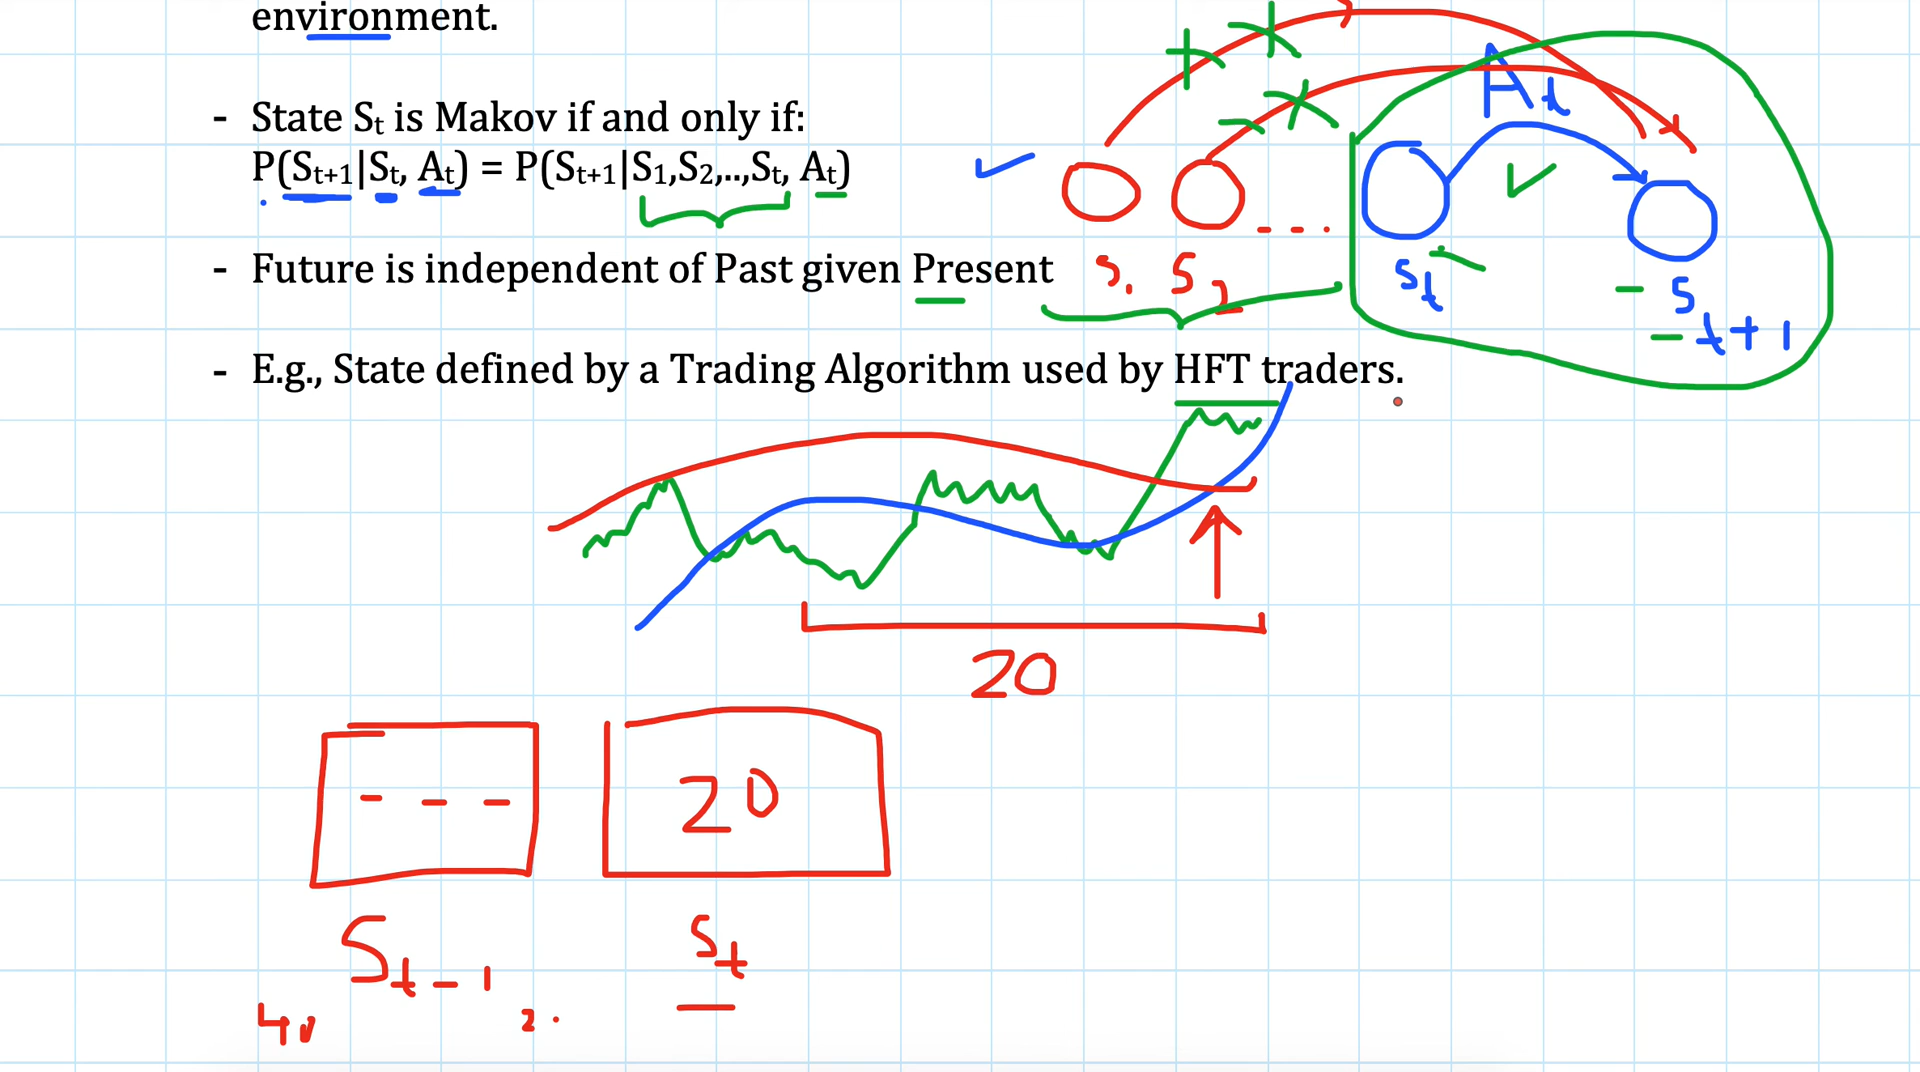 environment.
- State Sₜ is Makov if and only if:
P(Sₜ₊₁|Sₜ, Aₜ) = P(Sₜ₊₁|S₁,S₂,..,Sₜ, Aₜ)
Aₜ
- Future is independent of Past given Present
S₁ S₂ Sₜ Sₜ₊₁
- E.g., State defined by a Trading Algorithm used by HFT traders.
20
20
Sₜ₋₁ Sₜ